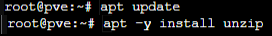 root@pve:~# apt update
root@pve:~# apt -y install unzip